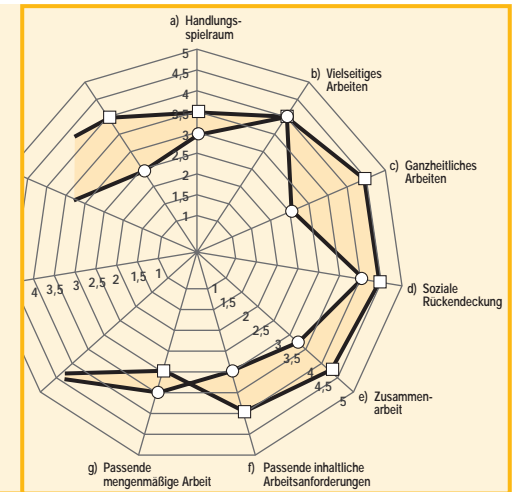 a) Handlungs-
spielraum
b) Vielseitiges
Arbeiten
c) Ganzheitliches
Arbeiten
d) Soziale
Rückendeckung
e) Zusammen-
arbeit
f) Passende inhaltliche
Arbeitsanforderungen
g) Passende
mengenmäßige Arbeit
5
4,5
4
3,5
3
2,5
2
1,5
1
4 3,5 3 2,5 2 1,5 1
1
1,5
2
2,5
3
3,5
4
4,5
5